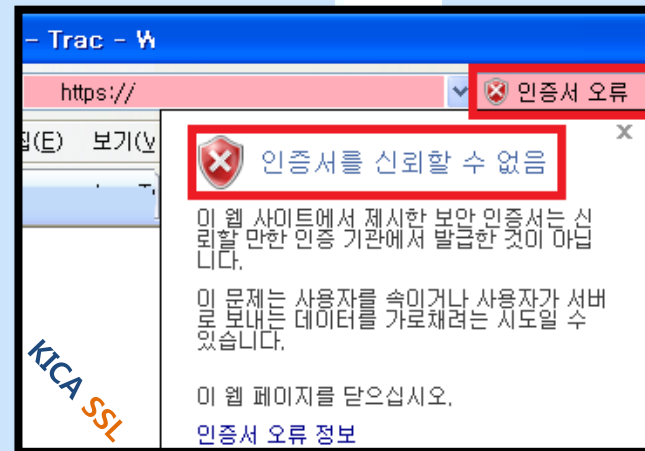 - Trac - W
https://
인증서 오류
집(E) 보기(V
인증서를 신뢰할 수 없음
이 웹 사이트에서 제시한 보안 인증서는 신
뢰할 만한 인증 기관에서 발급한 것이 아닙
니다.
이 문제는 사용자를 속이거나 사용자가 서버
로 보내는 데이터를 가로채려는 시도일 수
있습니다.
이 웹 페이지를 닫으십시오.
인증서 오류 정보
KICA SSL